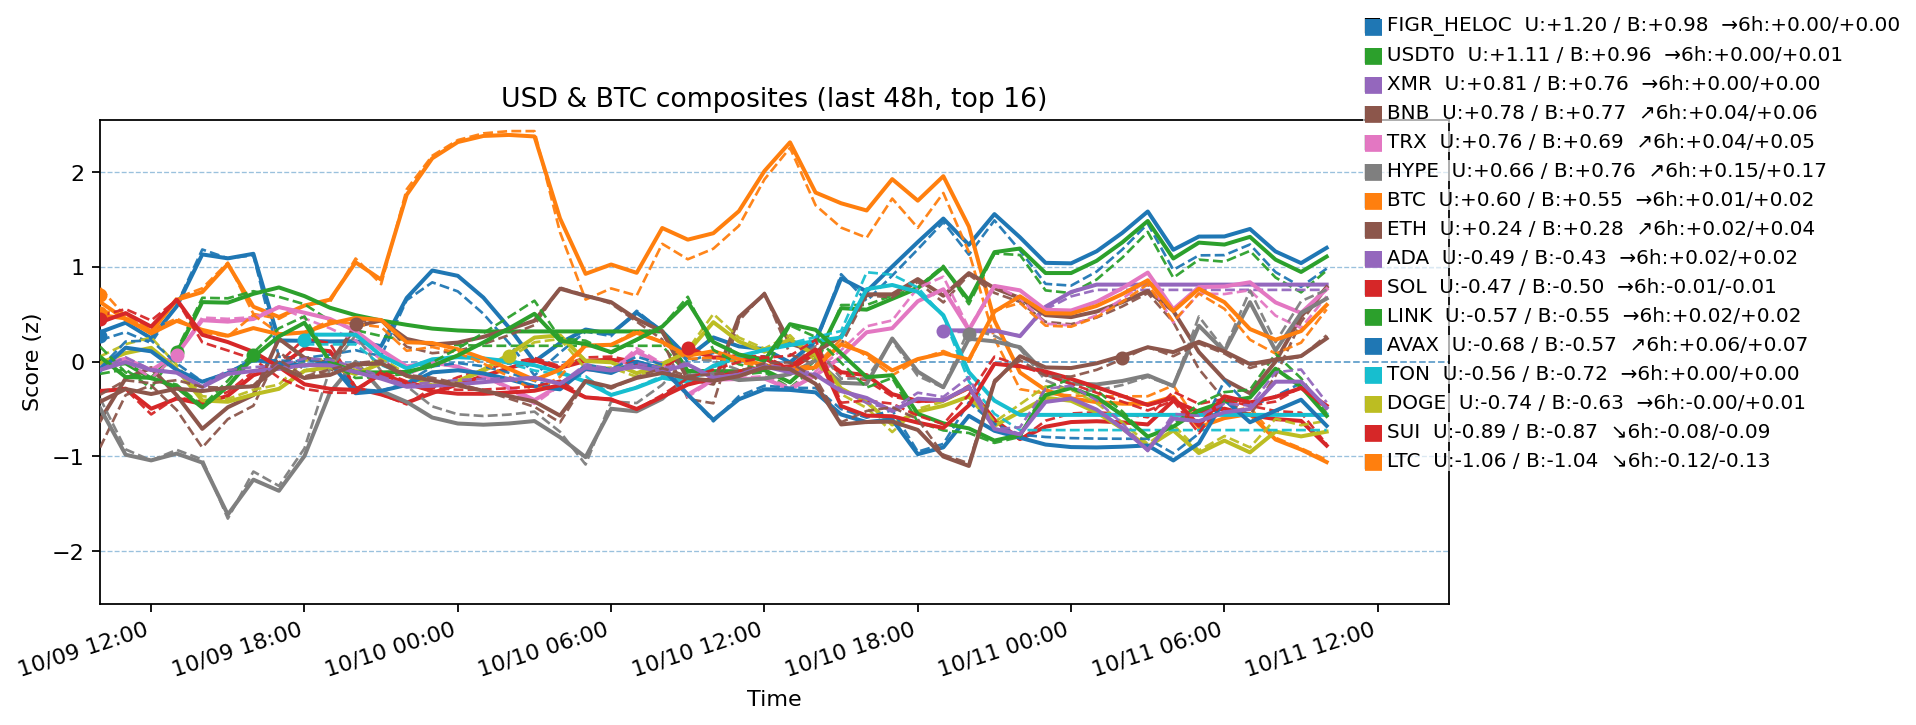 FIGR_HELOC U:+1.20 / B:+0.98 →6h:+0.00/+0.00
USDT0 U:+1.11 / B:+0.96 →6h:+0.00/+0.01
XMR U:+0.81 / B:+0.76 →6h:+0.00/+0.00
BNB U:+0.78 / B:+0.77 ↗6h:+0.04/+0.06
TRX U:+0.76 / B:+0.69 ↗6h:+0.04/+0.05
HYPE U:+0.66 / B:+0.76 ↗6h:+0.15/+0.17
BTC U:+0.60 / B:+0.55 →6h:+0.01/+0.02
ETH U:+0.24 / B:+0.28 ↗6h:+0.02/+0.04
ADA U:-0.49 / B:-0.43 →6h:+0.02/+0.02
SOL U:-0.47 / B:-0.50 →6h:-0.01/-0.01
LINK U:-0.57 / B:-0.55 →6h:+0.02/+0.02
AVAX U:-0.68 / B:-0.57 ↗6h:+0.06/+0.07
TON U:-0.56 / B:-0.72 →6h:+0.00/+0.00
DOGE U:-0.74 / B:-0.63 →6h:-0.00/+0.01
SUI U:-0.89 / B:-0.87 ↘6h:-0.08/-0.09
LTC U:-1.06 / B:-1.04 ↘6h:-0.12/-0.13
USD & BTC composites (last 48h, top 16)
Score (z)
2
1
0
−1
−2
10/09 12:00
10/09 18:00
10/10 00:00
10/10 06:00
10/10 12:00
10/10 18:00
10/11 00:00
10/11 06:00
10/11 12:00
Time